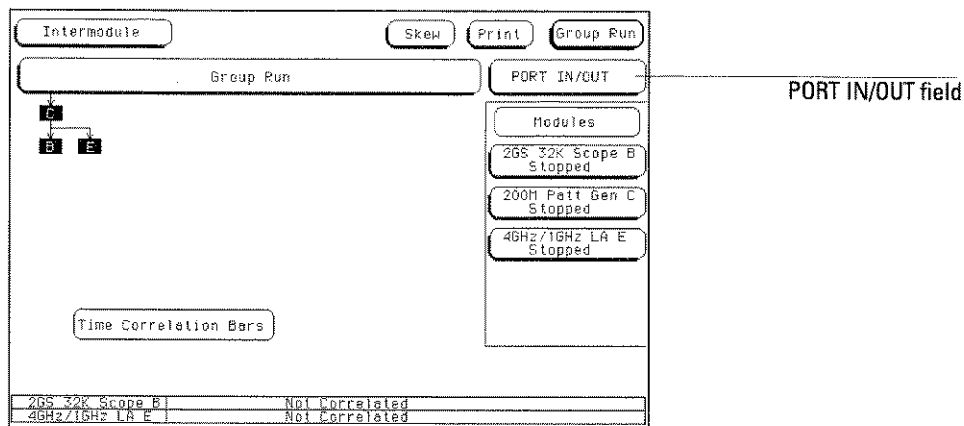 Intermodule Skew Print Group Run
Group Run PORT IN/OUT
PORT IN/OUT field
C
Modules
B E
2GS 32K Scope B
Stopped
200M Patt Gen C
Stopped
4GHz/1GHz LA E
Stopped
Time Correlation Bars
2GS 32K Scope B Not Correlated
4GHz/1GHz LA E Not Correlated